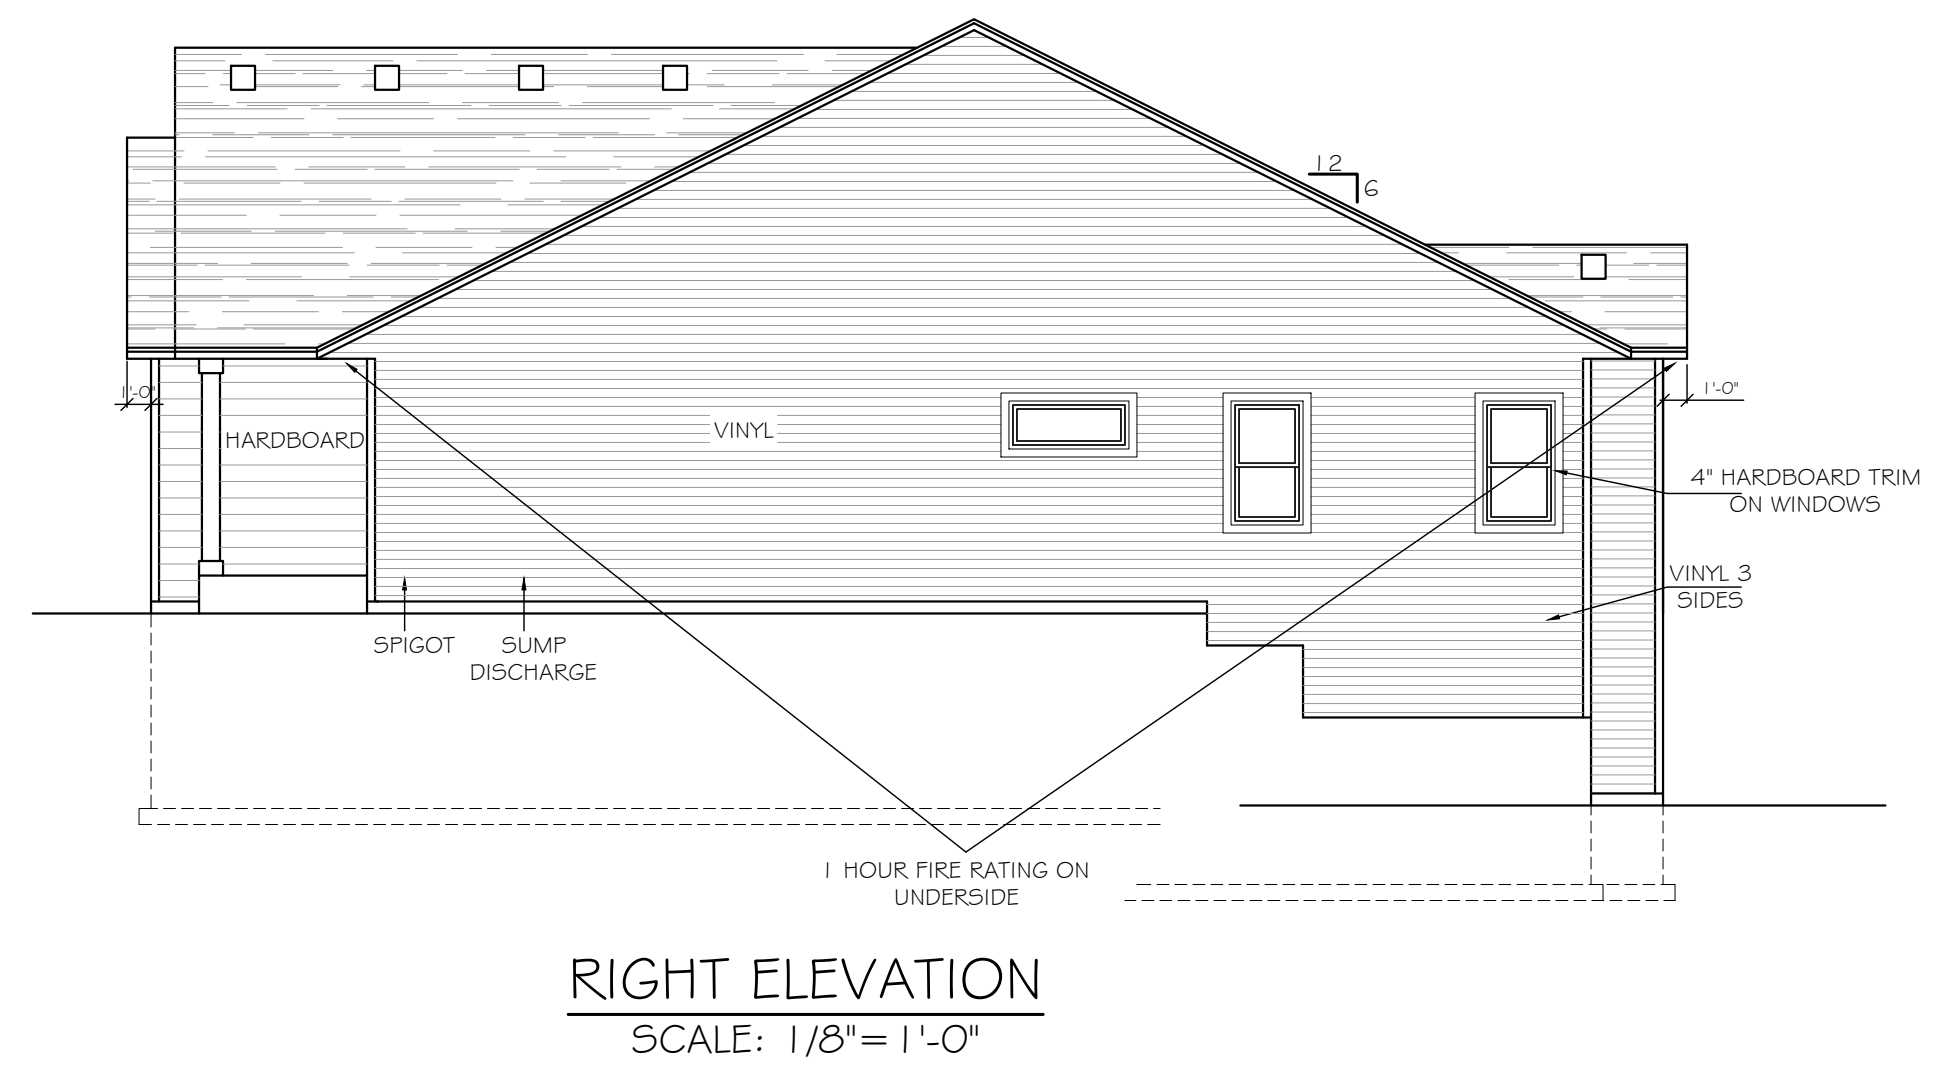 12
6
1'-0"
1'-0"
HARDBOARD
VINYL
4" HARDBOARD TRIM
ON WINDOWS
VINYL 3
SIDES
SPIGOT
SUMP
DISCHARGE
1 HOUR FIRE RATING ON
UNDERSIDE
RIGHT ELEVATION
SCALE: 1/8"=1'-0"